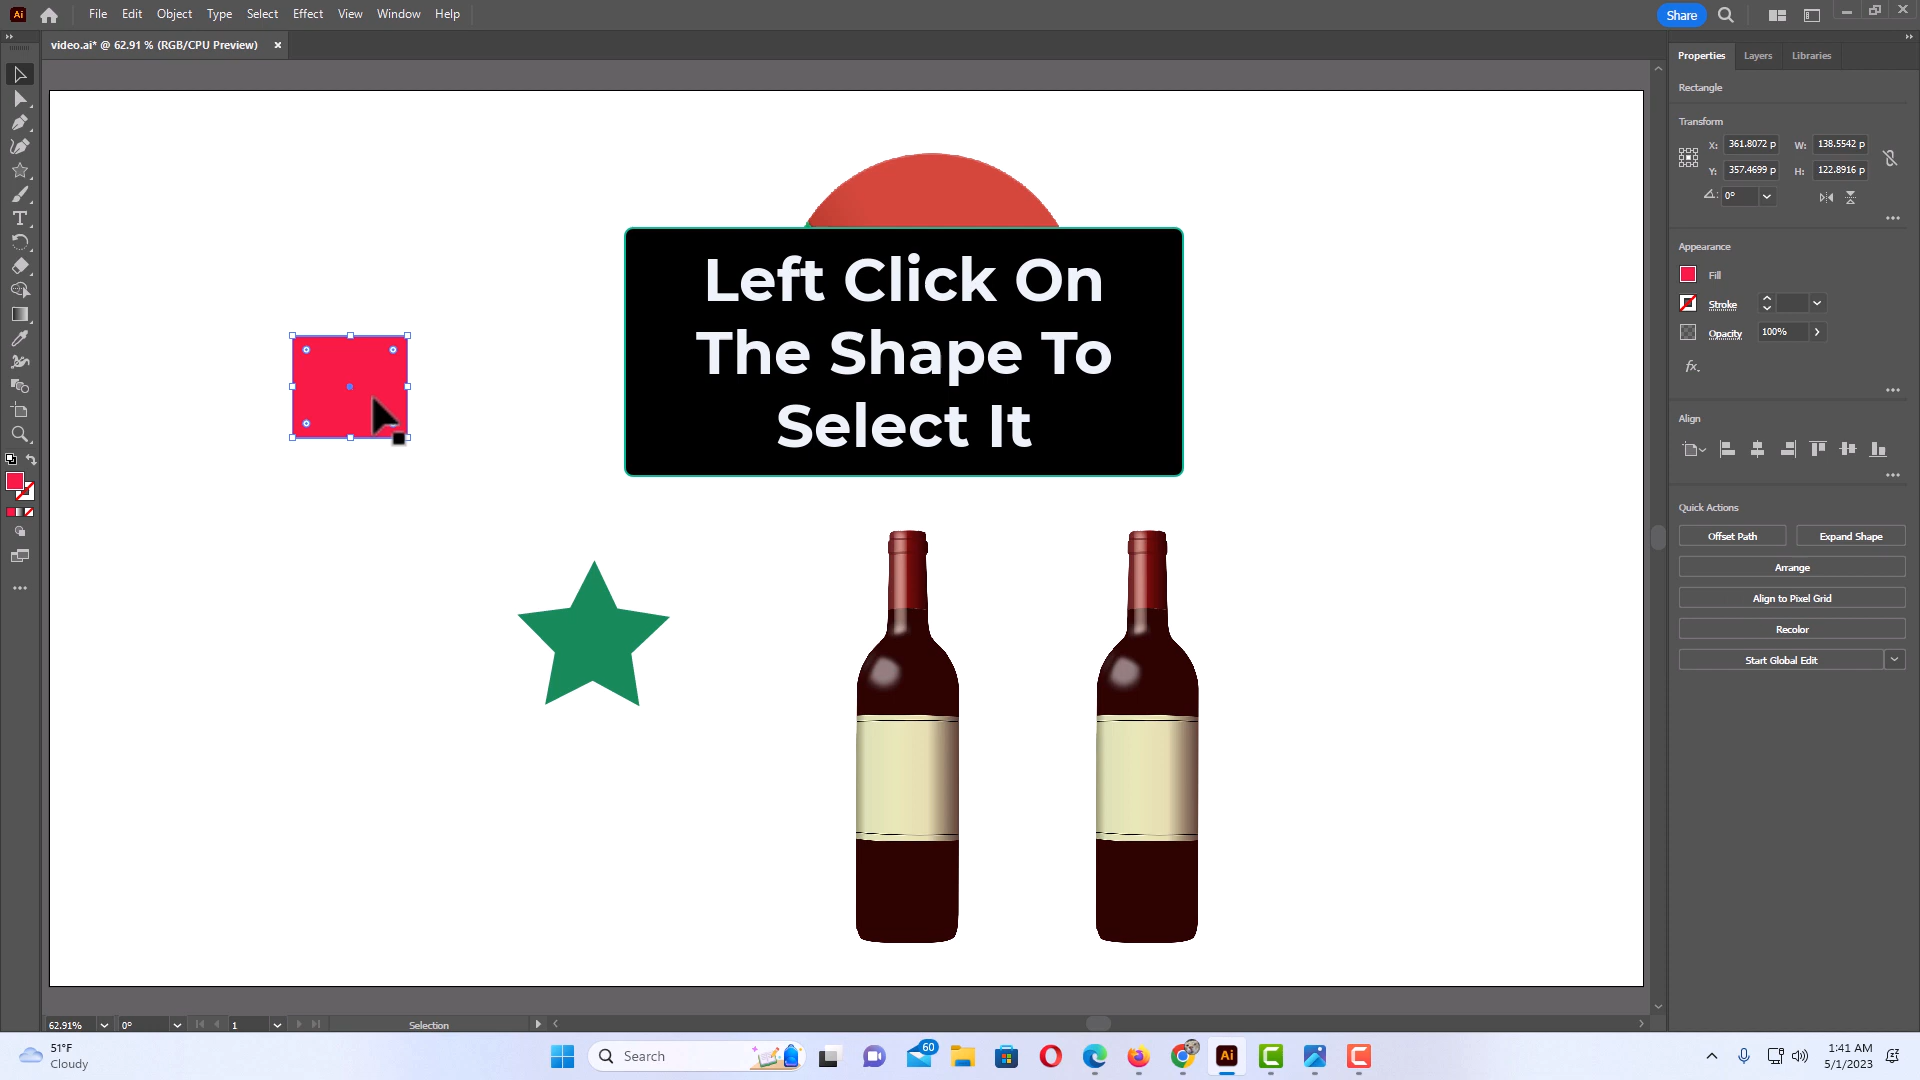 Ai
File Edit Object Type Select Effect View Window Help
Share
video.ai* @ 62.91 % (RGB/CPU Preview) ×
Properties Layers Libraries
Rectangle
Transform
X: 361.8072 p W: 138.5542 p
Y: 357.4699 p H: 122.8916 p
0°
Appearance
Fill
Stroke
Opacity 100%
fx.
Align
Quick Actions
Offset Path Expand Shape
Arrange
Align to Pixel Grid
Recolor
Start Global Edit
Left Click On
The Shape To
Select It
62.91% 0° 1 Selection
51°F
Cloudy
Search
60
Ai
1:41 AM
5/1/2023